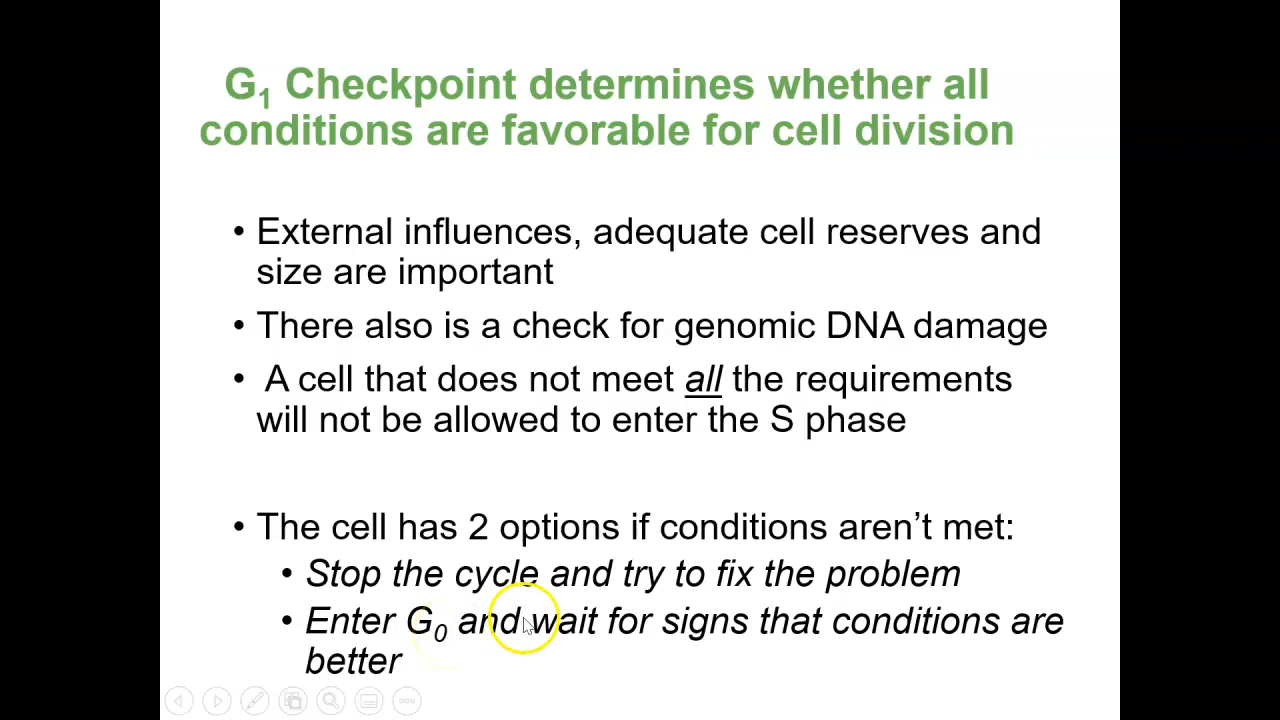 G₁ Checkpoint determines whether all
conditions are favorable for cell division
• External influences, adequate cell reserves and
size are important
• There also is a check for genomic DNA damage
• A cell that does not meet all the requirements
will not be allowed to enter the S phase
• The cell has 2 options if conditions aren’t met:
• Stop the cycle and try to fix the problem
• Enter G₀ and wait for signs that conditions are
better